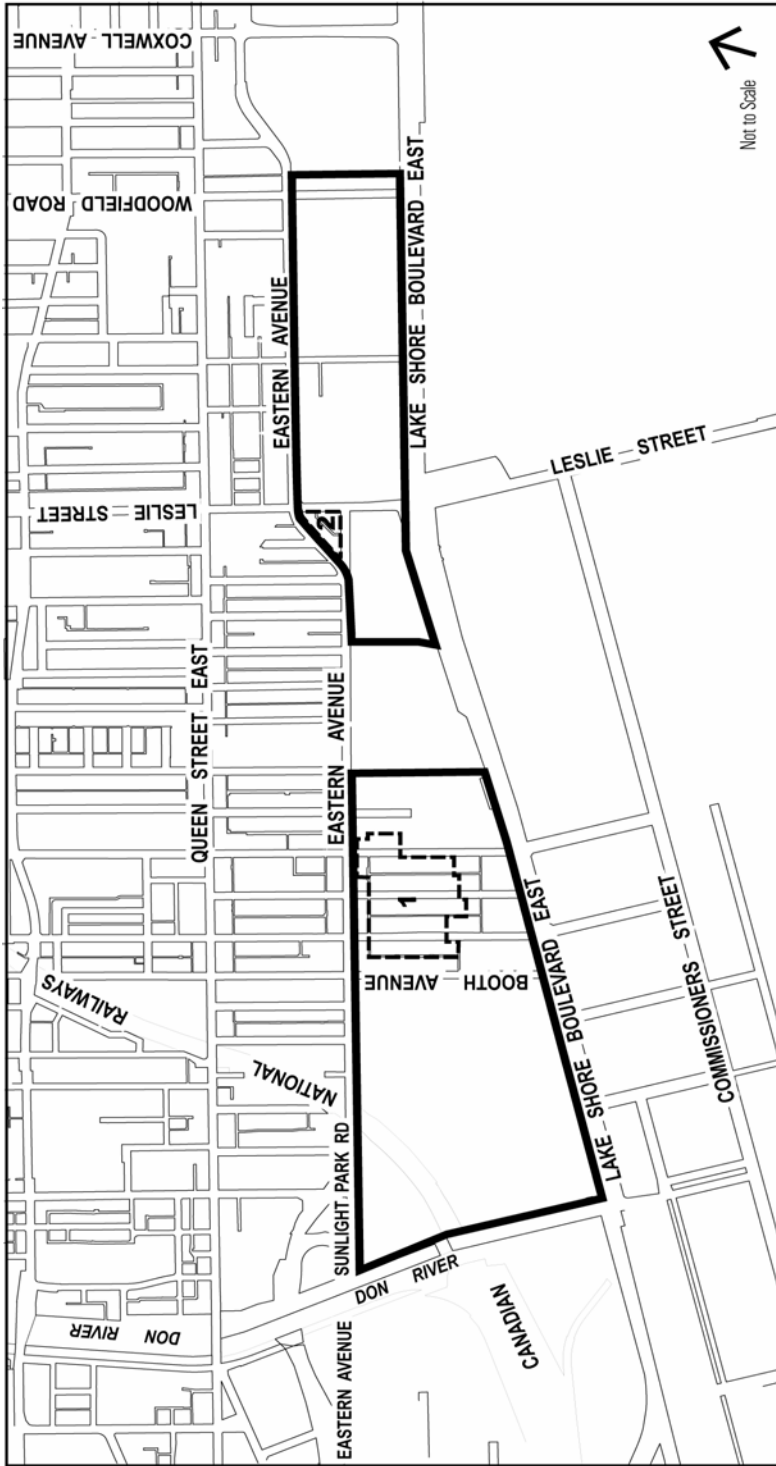 COXWELL AVENUE
WOODFIELD ROAD
EASTERN AVENUE
LAKE SHORE BOULEVARD EAST
LESLIE STREET
LESLIE STREET
2
QUEEN STREET EAST
EASTERN AVENUE
1
BOOTH AVENUE
LAKE SHORE BOULEVARD EAST
COMMISSIONERS STREET
RAILWAYS
NATIONAL
SUNLIGHT PARK RD
DON RIVER
DON RIVER
CANADIAN
EASTERN AVENUE
Not to Scale